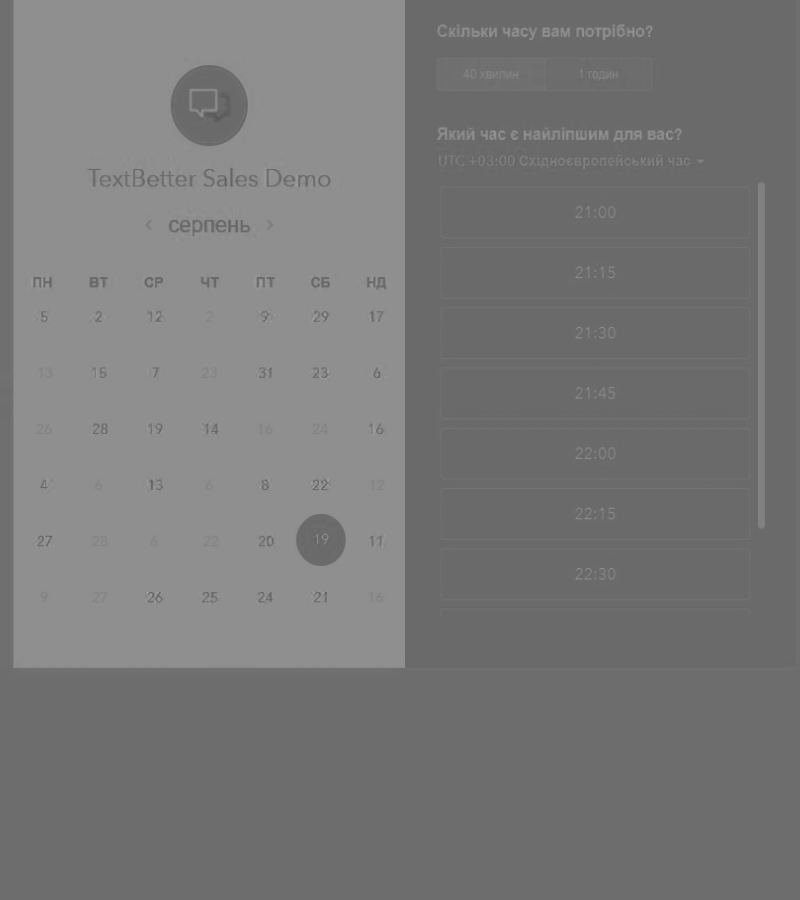 TextBetter Sales Demo
‹ серпень ›
ПН ВТ СР ЧТ ПТ СБ НД
5 2 12 2 9 29 17
13 15 7 23 31 23 6
26 28 19 14 16 24 16
4 6 13 6 8 22 12
27 28 6 22 20 19 11
9 27 26 25 24 21 16
Скільки часу вам потрібно?
40 хвилин 1 годин
Який час є найліпшим для вас?
UTC +03:00 Східноєвропейський час
21:00
21:15
21:30
21:45
22:00
22:15
22:30